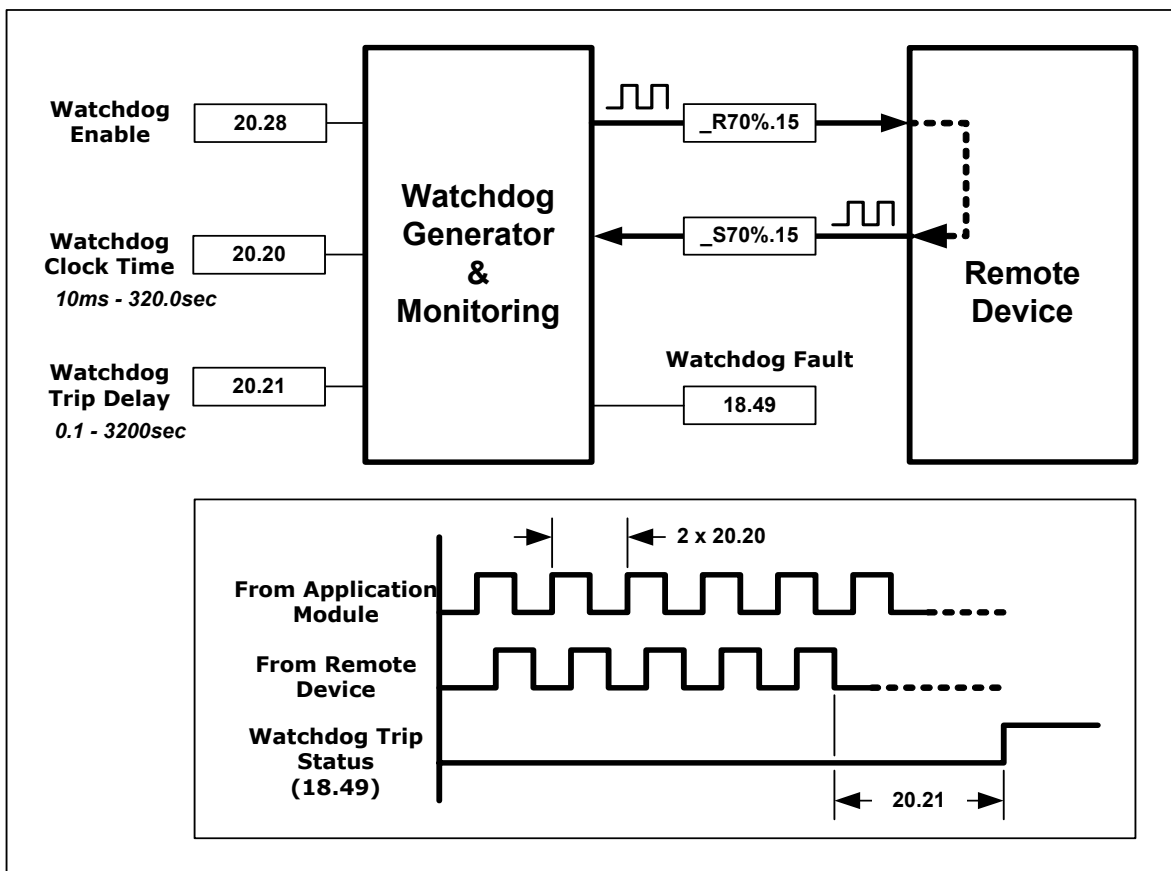 Watchdog
Enable
20.28
_R70%.15
Watchdog
Generator
&
Monitoring
_S70%.15
Remote
Device
Watchdog
Clock Time
20.20
10ms - 320.0sec
Watchdog Fault
18.49
Watchdog
Trip Delay
20.21
0.1 - 3200sec
2 x 20.20
From Application
Module
From Remote
Device
Watchdog Trip
Status
(18.49)
20.21